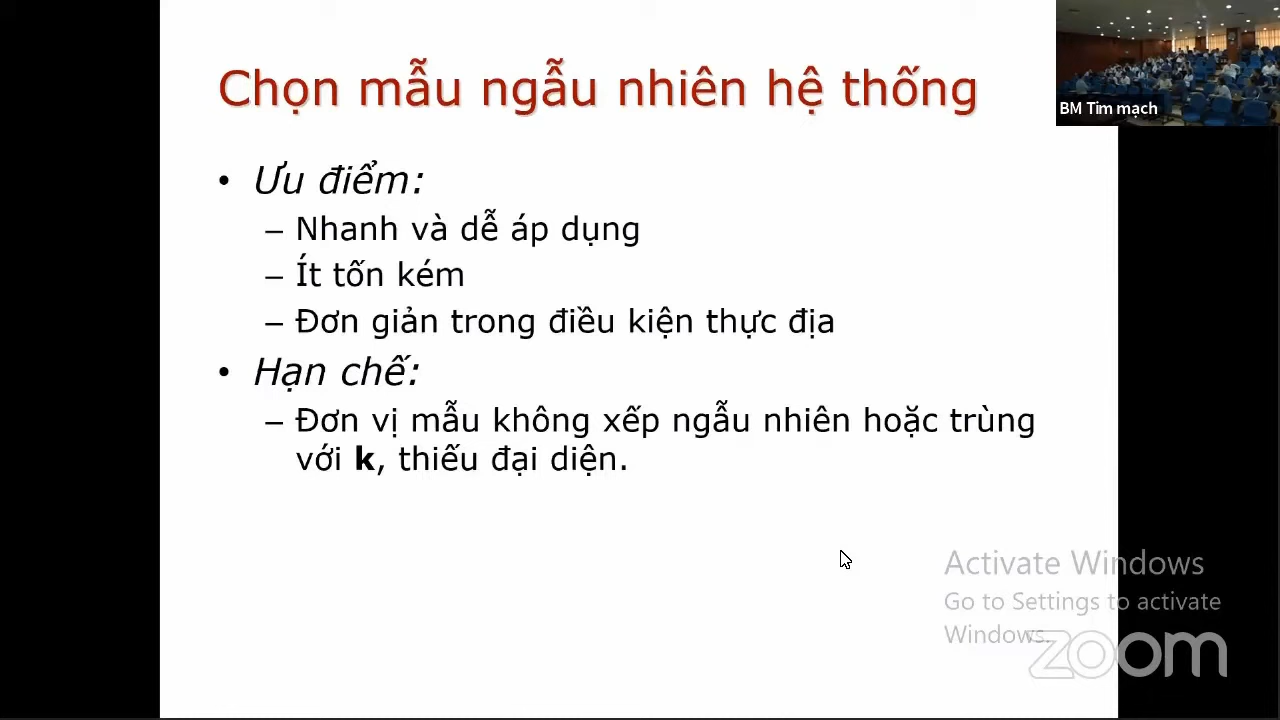 Chọn mẫu ngẫu nhiên hệ thống
BM Tim mạch
• Ưu điểm:
– Nhanh và dễ áp dụng
– Ít tốn kém
– Đơn giản trong điều kiện thực địa
• Hạn chế:
– Đơn vị mẫu không xếp ngẫu nhiên hoặc trùng
với k, thiếu đại diện.
Activate Windows
Go to Settings to activate
Windows.
zoom